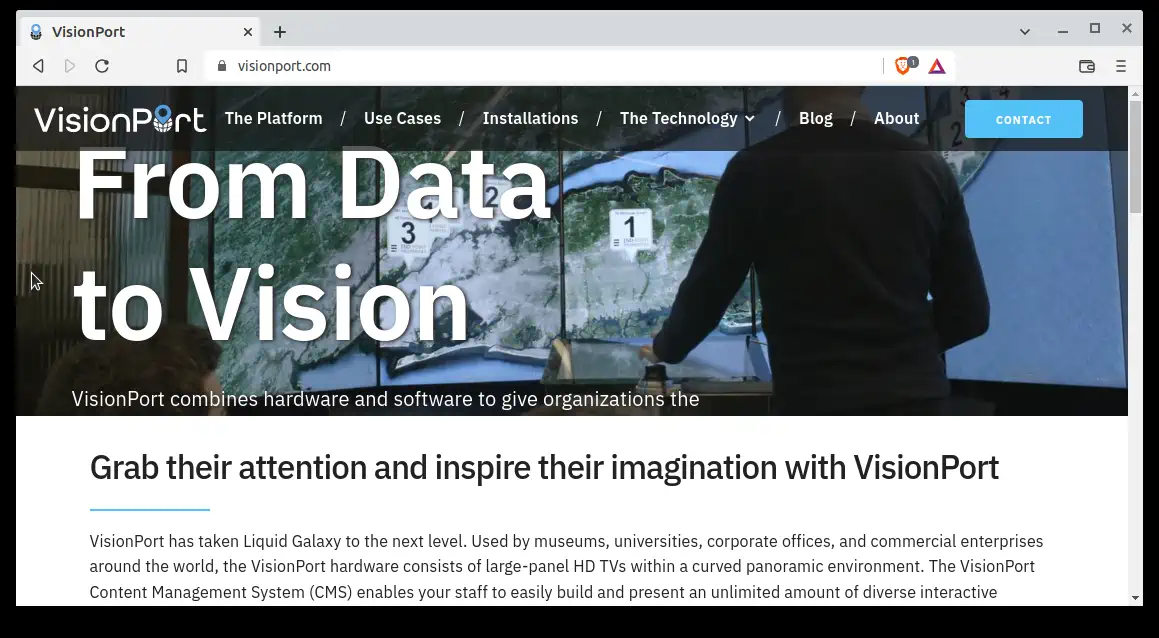 VisionPort
visionport.com
1
VisionPort
The Platform / Use Cases / Installations / The Technology / Blog / About
CONTACT
From Data
to Vision
2
3
1
2
VisionPort combines hardware and software to give organizations the
Grab their attention and inspire their imagination with VisionPort
VisionPort has taken Liquid Galaxy to the next level. Used by museums, universities, corporate offices, and commercial enterprises
around the world, the VisionPort hardware consists of large-panel HD TVs within a curved panoramic environment. The VisionPort
Content Management System (CMS) enables your staff to easily build and present an unlimited amount of diverse interactive